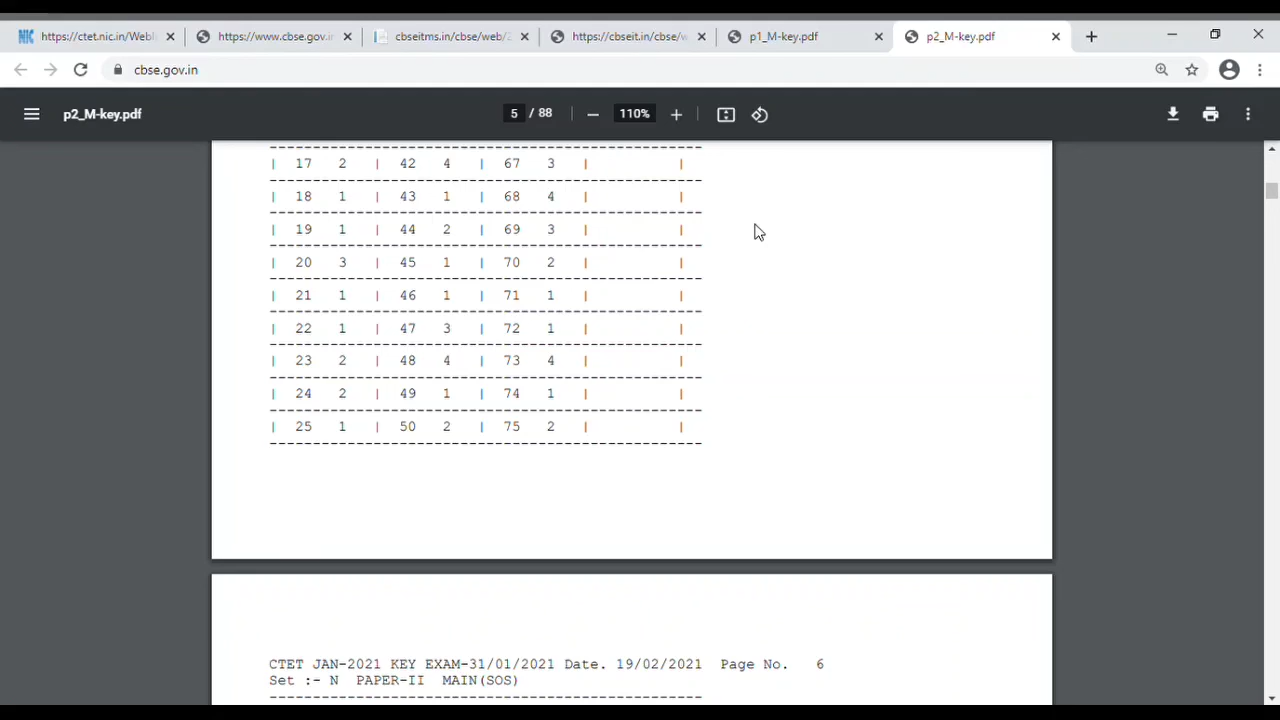 NIC https://ctet.nic.in/Webl
https://www.cbse.gov.i
cbseitms.in/cbse/web/
https://cbseit.in/cbse/w
p1_M-key.pdf
p2_M-key.pdf
cbse.gov.in
p2_M-key.pdf
5 / 88
110%
------------------------------------------------
| 17 2 | 42 4 | 67 3 | |
------------------------------------------------
| 18 1 | 43 1 | 68 4 | |
------------------------------------------------
| 19 1 | 44 2 | 69 3 | |
------------------------------------------------
| 20 3 | 45 1 | 70 2 | |
------------------------------------------------
| 21 1 | 46 1 | 71 1 | |
------------------------------------------------
| 22 1 | 47 3 | 72 1 | |
------------------------------------------------
| 23 2 | 48 4 | 73 4 | |
------------------------------------------------
| 24 2 | 49 1 | 74 1 | |
------------------------------------------------
| 25 1 | 50 2 | 75 2 | |
------------------------------------------------
CTET JAN-2021 KEY EXAM-31/01/2021 Date. 19/02/2021 Page No. 6
Set :- N PAPER-II MAIN(SOS)
------------------------------------------------